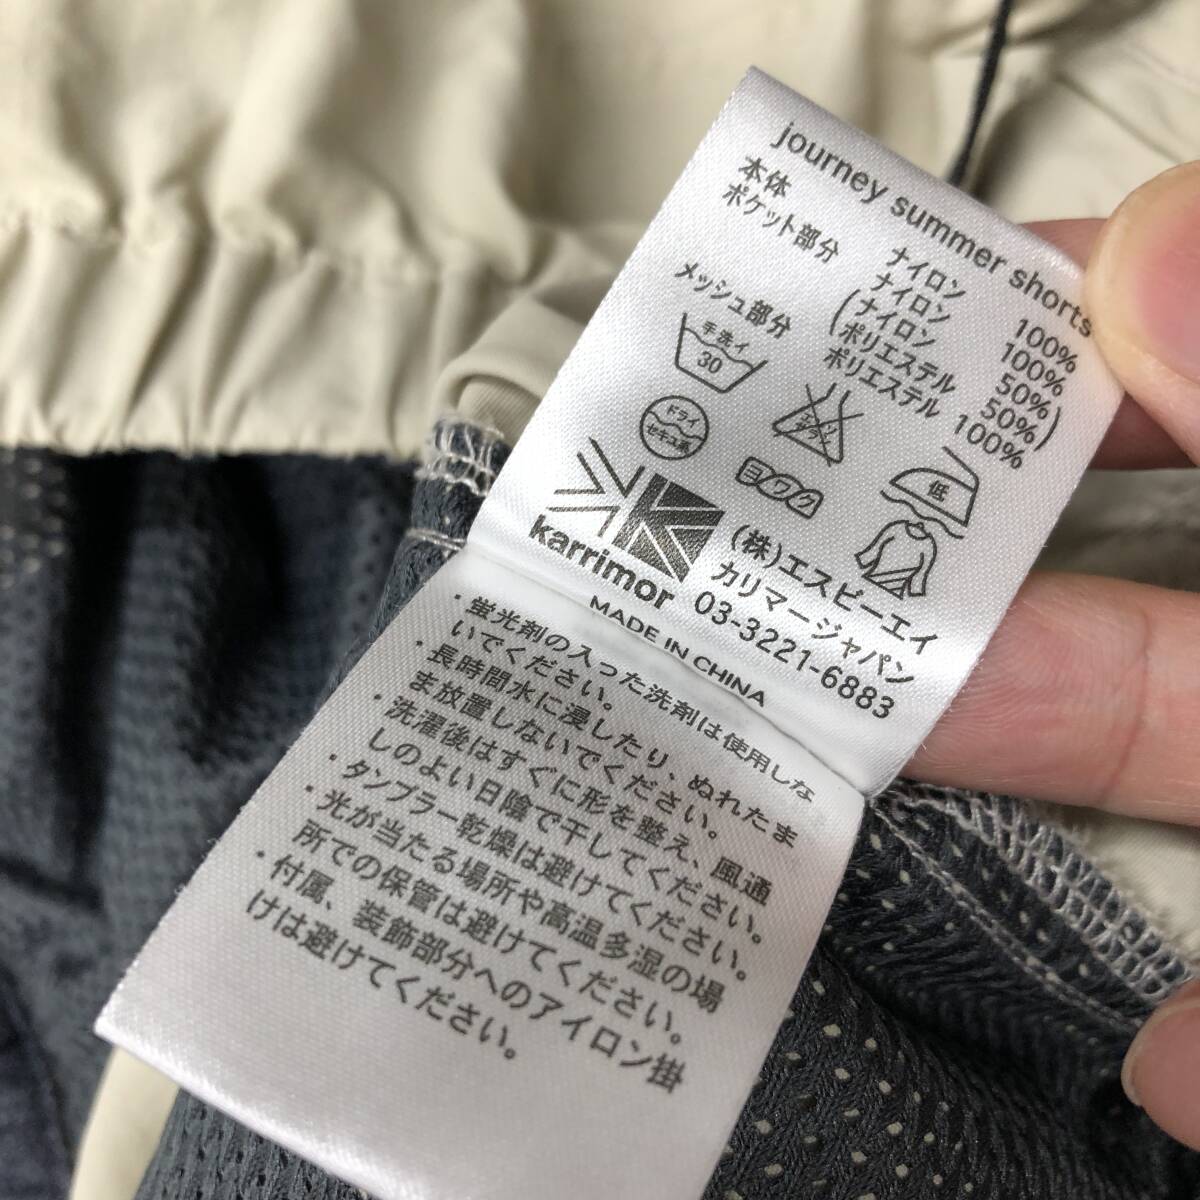 journey summer shorts
本体 ナイロン 100%
ポケット部分 ナイロン 100%
(ナイロン 50%)
(ポリエステル 50%)
メッシュ部分 ポリエステル 100%
手洗イ
30
エンソ
サラシ
ドライ
セキユ系
ヨワク
低
karrimor
(株)エスピーエイ
カリマージャパン
03-3221-6883
MADE IN CHINA
・蛍光剤の入った洗剤は使用しな
いでください。
・長時間水に浸したり、ぬれたま
ま放置しないでください。
・洗濯後はすぐに形を整え、風通
しのよい日陰で干してください。
・タンブラー乾燥は避けてください。
・光が当たる場所や高温多湿の場
所での保管は避けてください。
・付属、装飾部分へのアイロン掛
けは避けてください。